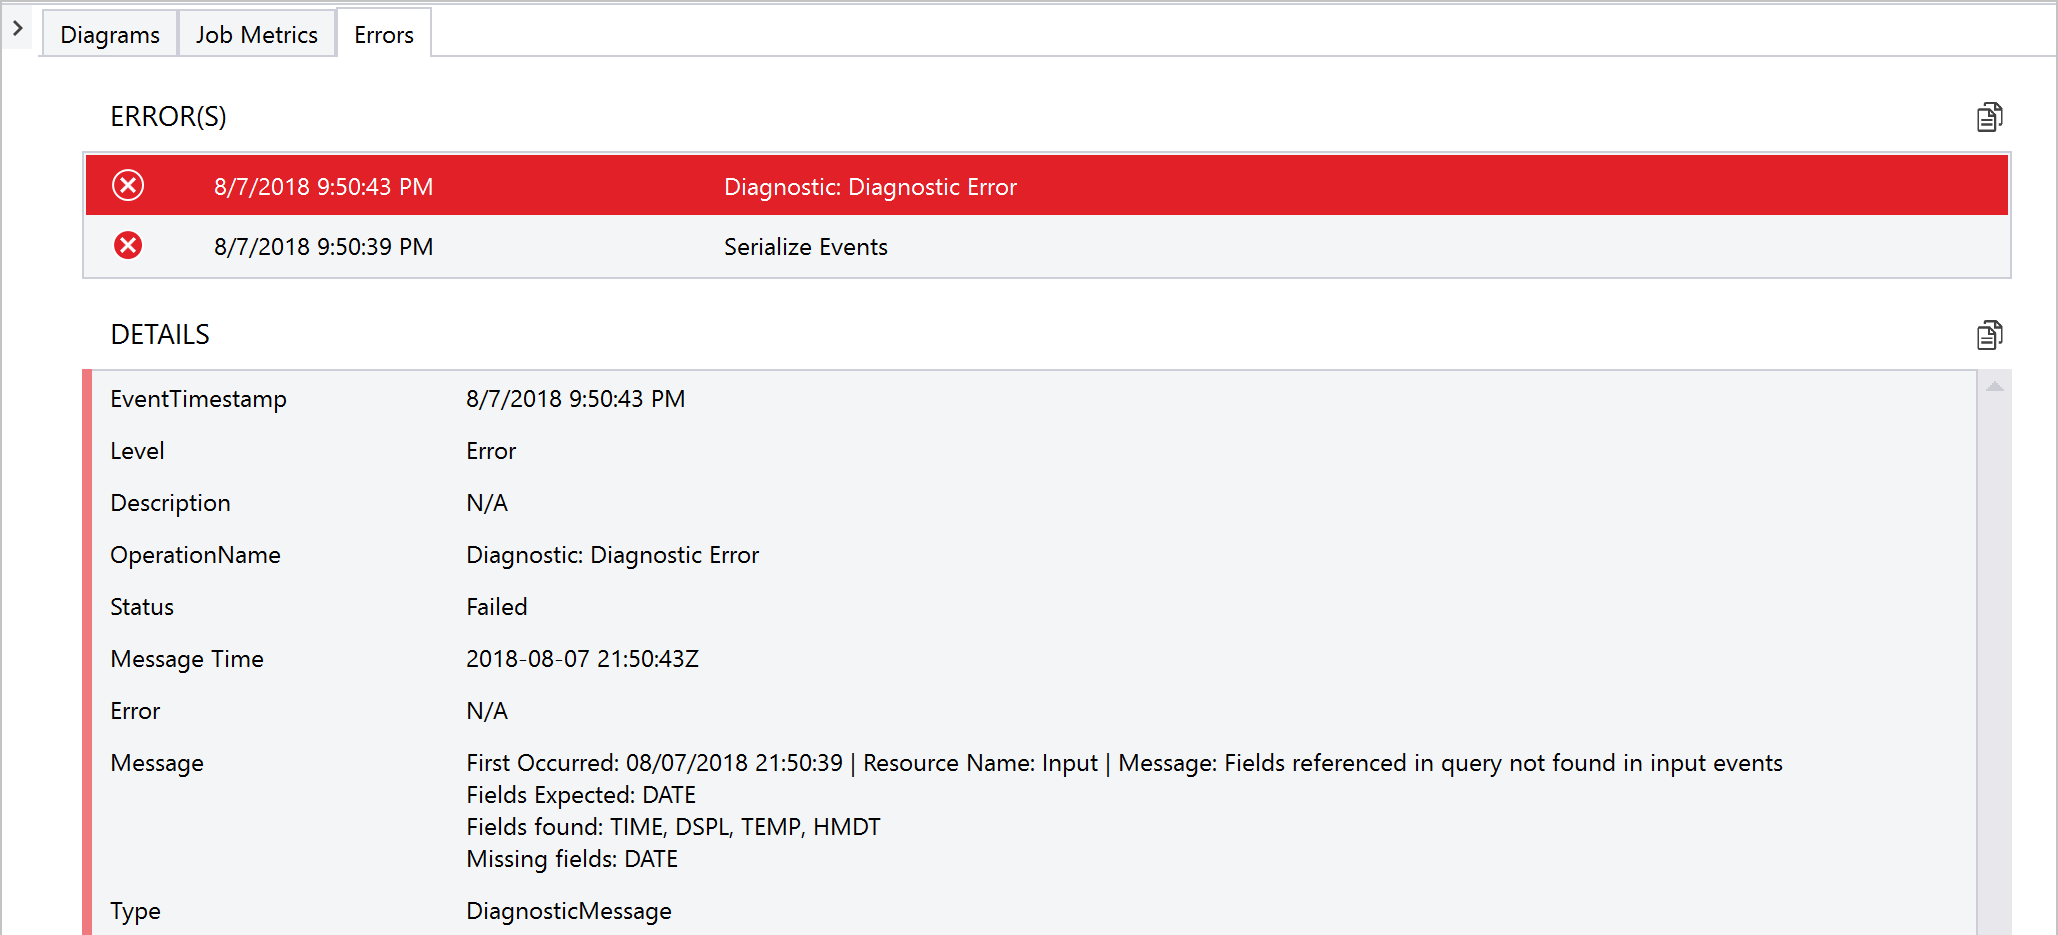 Diagrams Job Metrics Errors
ERROR(S)
8/7/2018 9:50:43 PM Diagnostic: Diagnostic Error
8/7/2018 9:50:39 PM Serialize Events
DETAILS
EventTimestamp 8/7/2018 9:50:43 PM
Level Error
Description N/A
OperationName Diagnostic: Diagnostic Error
Status Failed
Message Time 2018-08-07 21:50:43Z
Error N/A
Message First Occurred: 08/07/2018 21:50:39 | Resource Name: Input | Message: Fields referenced in query not found in input events
Fields Expected: DATE
Fields found: TIME, DSPL, TEMP, HMDT
Missing fields: DATE
Type DiagnosticMessage